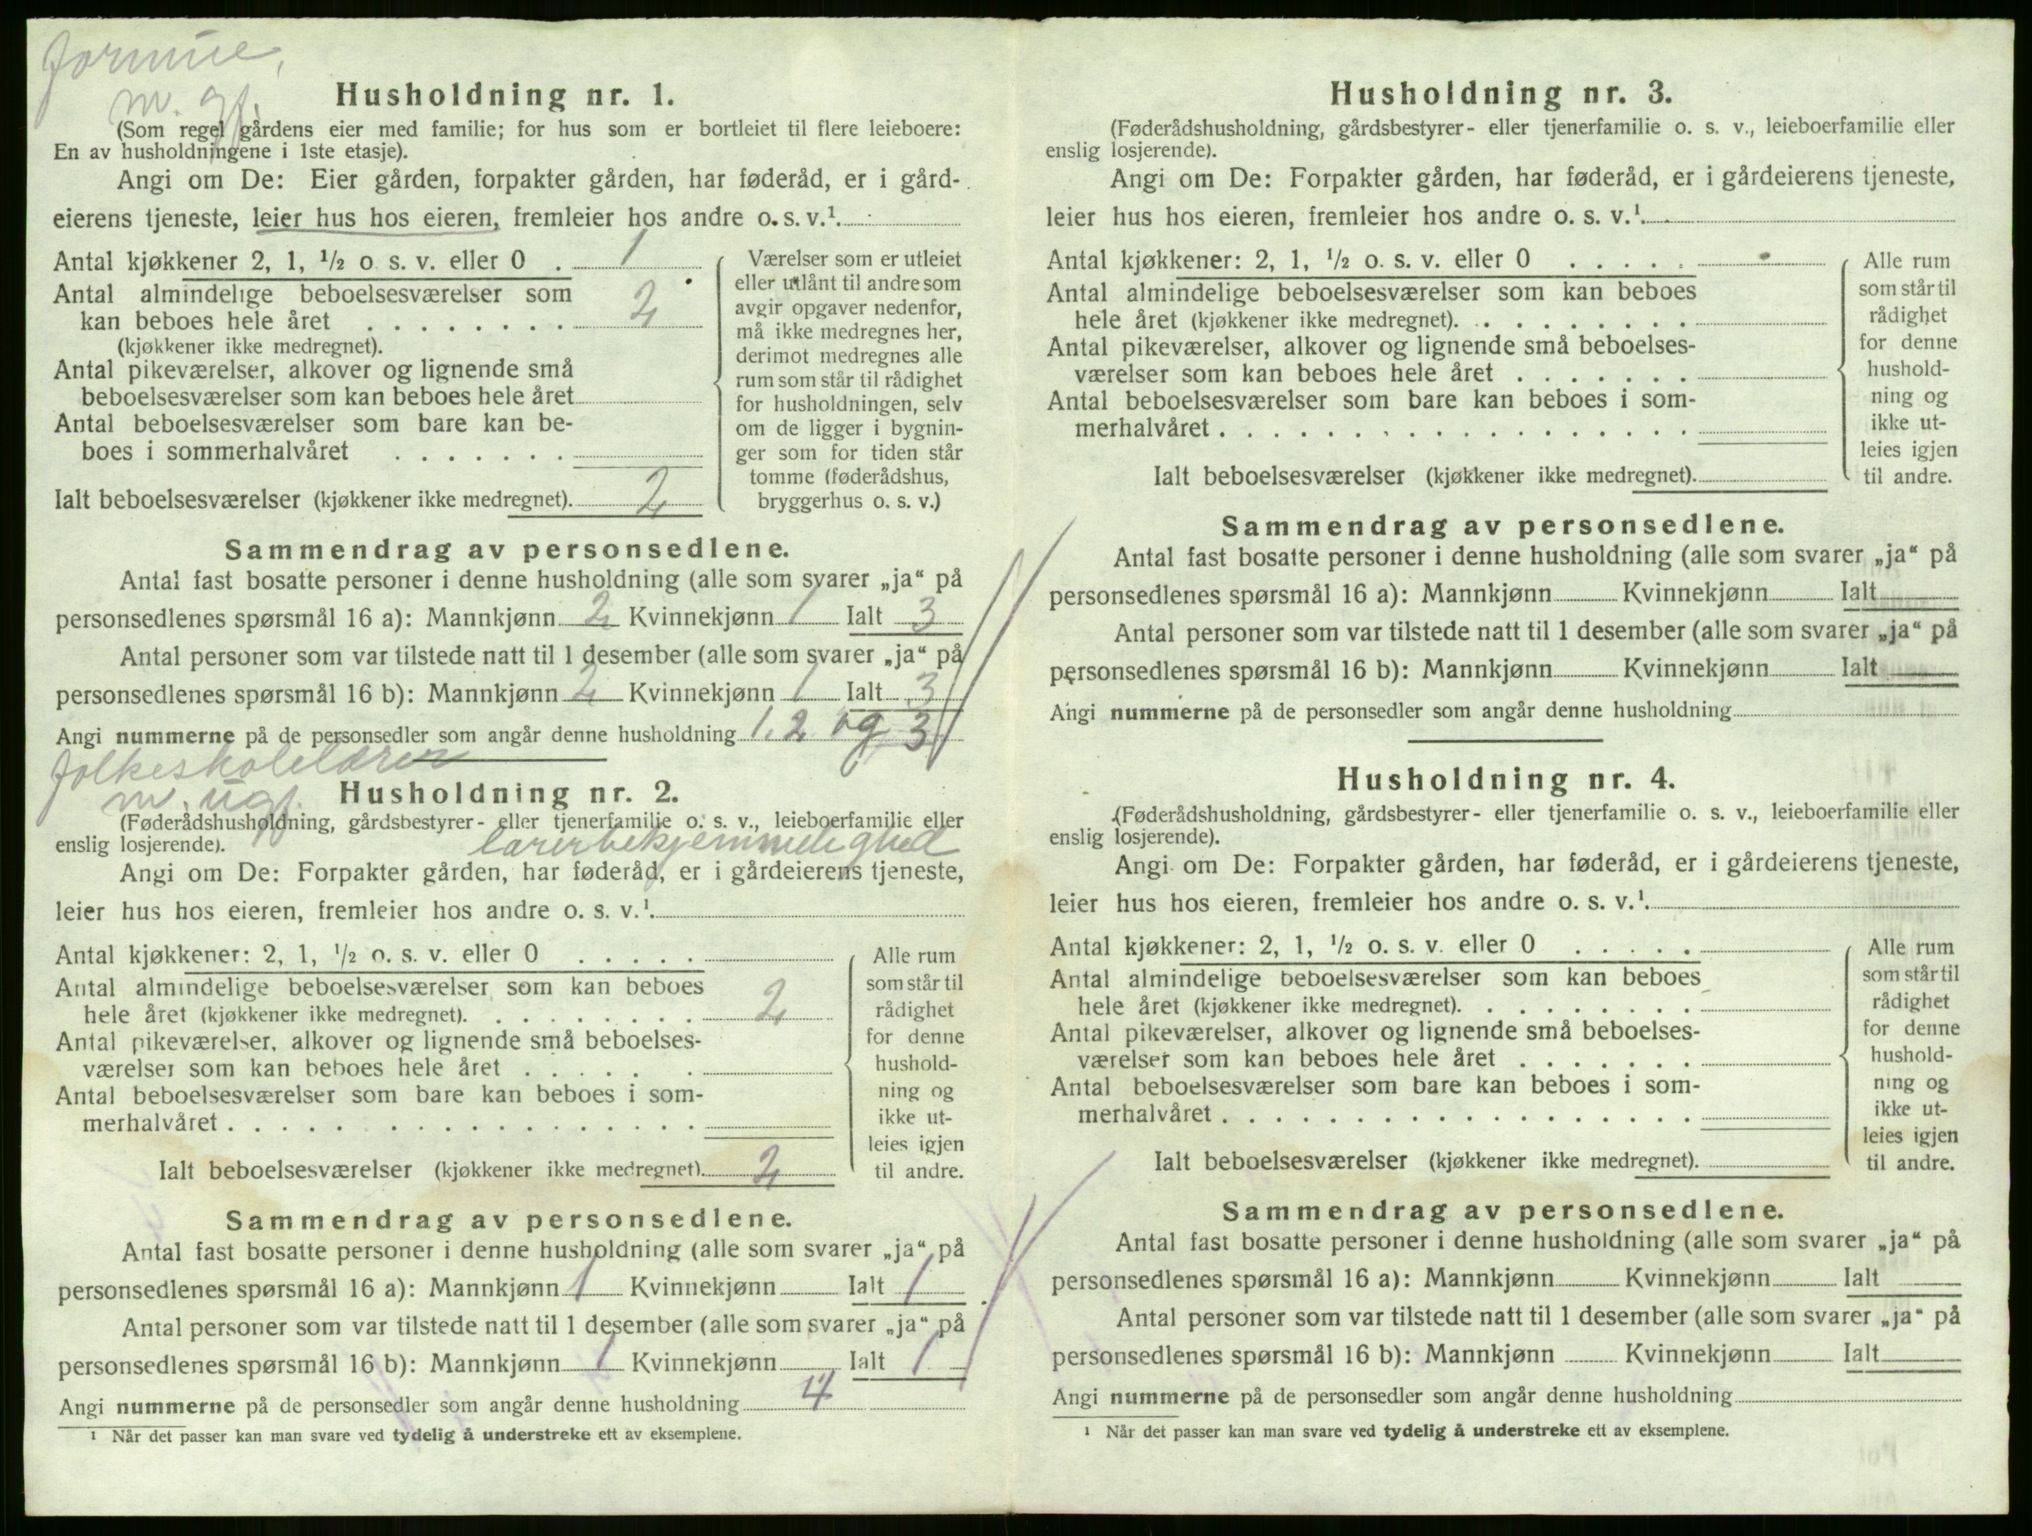 formue,
m. gf.
Husholdning nr. 1.
(Som regel gårdens eier med familie; for hus som er bortleiet til flere leieboere:
En av husholdningene i 1ste etasje).
Angi om De: Eier gården, forpakter gården, har føderåd, er i gård-
eierens tjeneste, leier hus hos eieren, fremleier hos andre o. s. v.¹.
Antal kjøkkener 2, 1, ½ o s. v. eller 0 . 1
Antal almindelige beboelsesværelser som
kan beboes hele året . . . . . . . . 2
(kjøkkener ikke medregnet).
Antal pikeværelser, alkover og lignende små
beboelsesværelser som kan beboes hele året
Antal beboelsesværelser som bare kan be-
boes i sommerhalvåret . . . . . . .
Ialt beboelsesværelser (kjøkkener ikke medregnet). 2
Værelser som er utleiet
eller utlånt til andre som
avgir opgaver nedenfor,
må ikke medregnes her,
derimot medregnes alle
rum som står til rådighet
for husholdningen, selv
om de ligger i bygnin-
ger som for tiden står
tomme (føderådshus,
bryggerhus o. s. v.)
Sammendrag av personsedlene.
Antal fast bosatte personer i denne husholdning (alle som svarer „ja“ på
personsedlenes spørsmål 16 a): Mannkjønn 2 Kvinnekjønn 1 Ialt 3
Antal personer som var tilstede natt til 1 desember (alle som svarer „ja“ på
personsedlenes spørsmål 16 b): Mannkjønn 2 Kvinnekjønn 1 Ialt 3
Angi nummerne på de personsedler som angår denne husholdning 1, 2 og 3
folkeskolelærer
m. ugf.
Husholdning nr. 2.
(Føderådshusholdning, gårdsbestyrer- eller tjenerfamilie o. s. v., leieboerfamilie eller
enslig losjerende).
Angi om De: Forpakter gården, har føderåd, er i gårdeierens tjeneste,
leier hus hos eieren, fremleier hos andre o. s. v.¹.
Antal kjøkkener: 2, 1, ½ o. s. v. eller 0 . . . . .
Antal almindelige beboelsesværelser som kan beboes
hele året (kjøkkener ikke medregnet). . . . . . . . . 2
Antal pikeværelser, alkover og lignende små beboelses-
værelser som kan beboes hele året . . . . . .
Antal beboelsesværelser som bare kan beboes i som-
merhalvåret . . . . . . . . . . . . . . . . .
Ialt beboelsesværelser (kjøkkener ikke medregnet). 2
Alle rum
som står til
rådighet
for denne
hushold-
ning og
ikke ut-
leies igjen
til andre.
Sammendrag av personsedlene.
Antal fast bosatte personer i denne husholdning (alle som svarer „ja“ på
personsedlenes spørsmål 16 a): Mannkjønn 1 Kvinnekjønn Ialt 1
Antal personer som var tilstede natt til 1 desember (alle som svarer „ja“ på
personsedlenes spørsmål 16 b): Mannkjønn 1 Kvinnekjønn Ialt 1
Angi nummerne på de personsedler som angår denne husholdning 4
¹ Når det passer kan man svare ved tydelig å understreke ett av eksemplene.
Husholdning nr. 3.
(Føderådshusholdning, gårdsbestyrer- eller tjenerfamilie o. s. v., leieboerfamilie eller
enslig losjerende).
Angi om De: Forpakter gården, har føderåd, er i gårdeierens tjeneste,
leier hus hos eieren, fremleier hos andre o. s. v.¹.
Antal kjøkkener: 2, 1, ½ o. s. v. eller 0 . . . . .
Antal almindelige beboelsesværelser som kan beboes
hele året (kjøkkener ikke medregnet). . . . . . . . .
Antal pikeværelser, alkover og lignende små beboelses-
værelser som kan beboes hele året . . . . . . .
Antal beboelsesværelser som bare kan beboes i som-
merhalvåret . . . . . . . . . . . . . . . . . .
Ialt beboelsesværelser (kjøkkener ikke medregnet).
Alle rum
som står til
rådighet
for denne
hushold-
ning og
ikke ut-
leies igjen
til andre.
Sammendrag av personsedlene.
Antal fast bosatte personer i denne husholdning (alle som svarer „ja“ på
personsedlenes spørsmål 16 a): Mannkjønn Kvinnekjønn Ialt
Antal personer som var tilstede natt til 1 desember (alle som svarer „ja“ på
personsedlenes spørsmål 16 b): Mannkjønn Kvinnekjønn Ialt
Angi nummerne på de personsedler som angår denne husholdning
Husholdning nr. 4.
(Føderådshusholdning, gårdsbestyrer- eller tjenerfamilie o. s. v., leieboerfamilie eller
enslig losjerende).
Angi om De: Forpakter gården, har føderåd, er i gårdeierens tjeneste,
leier hus hos eieren, fremleier hos andre o. s. v.¹.
Antal kjøkkener: 2, 1, ½ o. s. v. eller 0 . . . . .
Antal almindelige beboelsesværelser som kan beboes
hele året (kjøkkener ikke medregnet). . . . . . . . .
Antal pikeværelser, alkover og lignende små beboelses-
værelser som kan beboes hele året . . . . . . .
Antal beboelsesværelser som bare kan beboes i som-
merhalvåret . . . . . . . . . . . . . . . . . .
Ialt beboelsesværelser (kjøkkener ikke medregnet).
Alle rum
som står til
rådighet
for denne
hushold-
ning og
ikke ut-
leies igjen
til andre.
Sammendrag av personsedlene.
Antal fast bosatte personer i denne husholdning (alle som svarer „ja“ på
personsedlenes spørsmål 16 a): Mannkjønn Kvinnekjønn Ialt
Antal personer som var tilstede natt til 1 desember (alle som svarer „ja“ på
personsedlenes spørsmål 16 b): Mannkjønn Kvinnekjønn Ialt
Angi nummerne på de personsedler som angår denne husholdning
¹ Når det passer kan man svare ved tydelig å understreke ett av eksemplene.